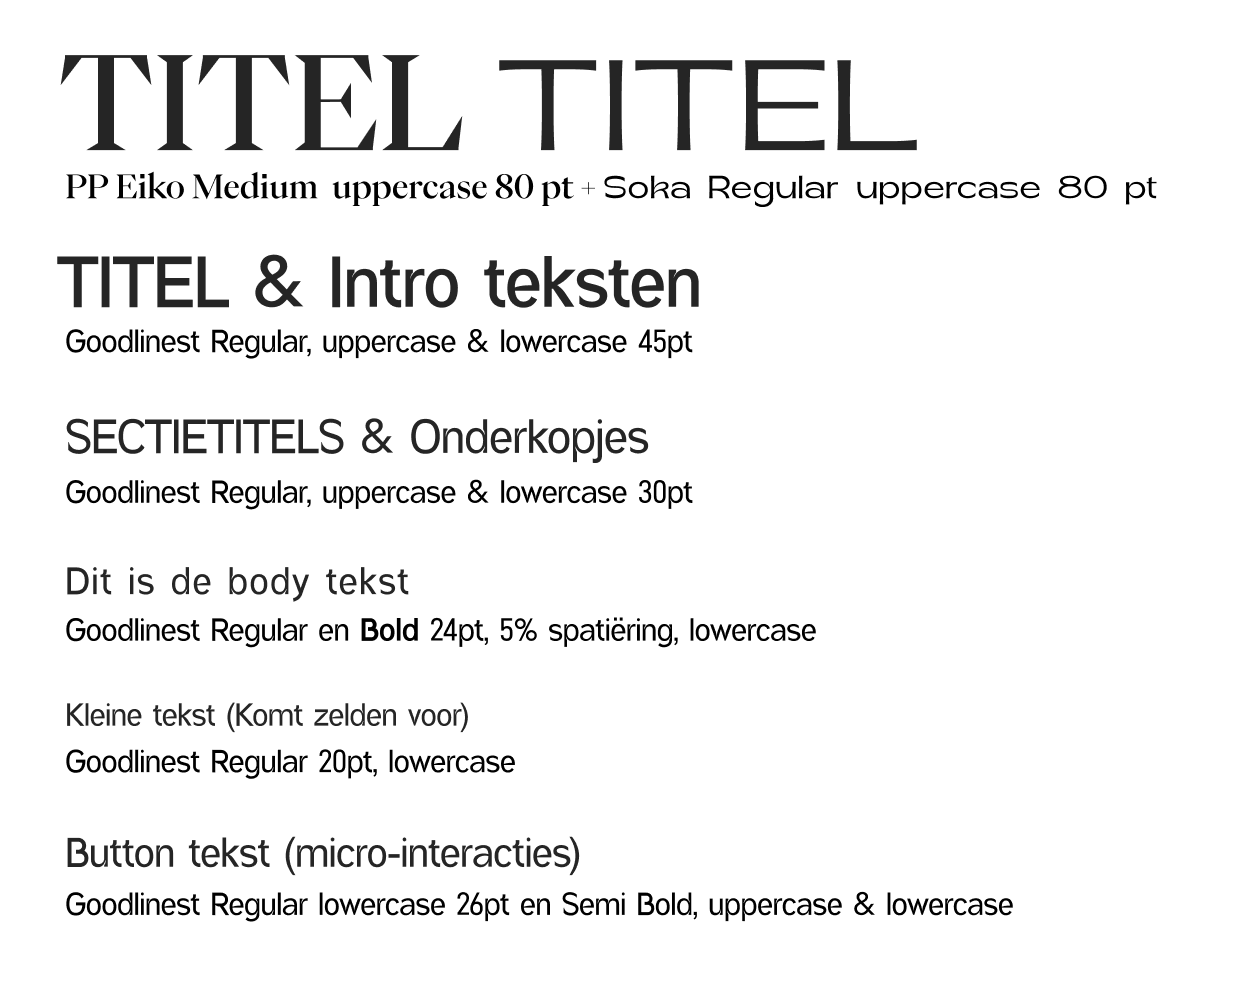 TITEL TITEL
PP Eiko Medium uppercase 80 pt + Soka Regular uppercase 80 pt
TITEL & Intro teksten
Goodlinest Regular, uppercase & lowercase 45pt
SECTIETITELS & Onderkopjes
Goodlinest Regular, uppercase & lowercase 30pt
Dit is de body tekst
Goodlinest Regular en Bold 24pt, 5% spatiëring, lowercase
Kleine tekst (Komt zelden voor)
Goodlinest Regular 20pt, lowercase
Button tekst (micro-interacties)
Goodlinest Regular lowercase 26pt en Semi Bold, uppercase & lowercase